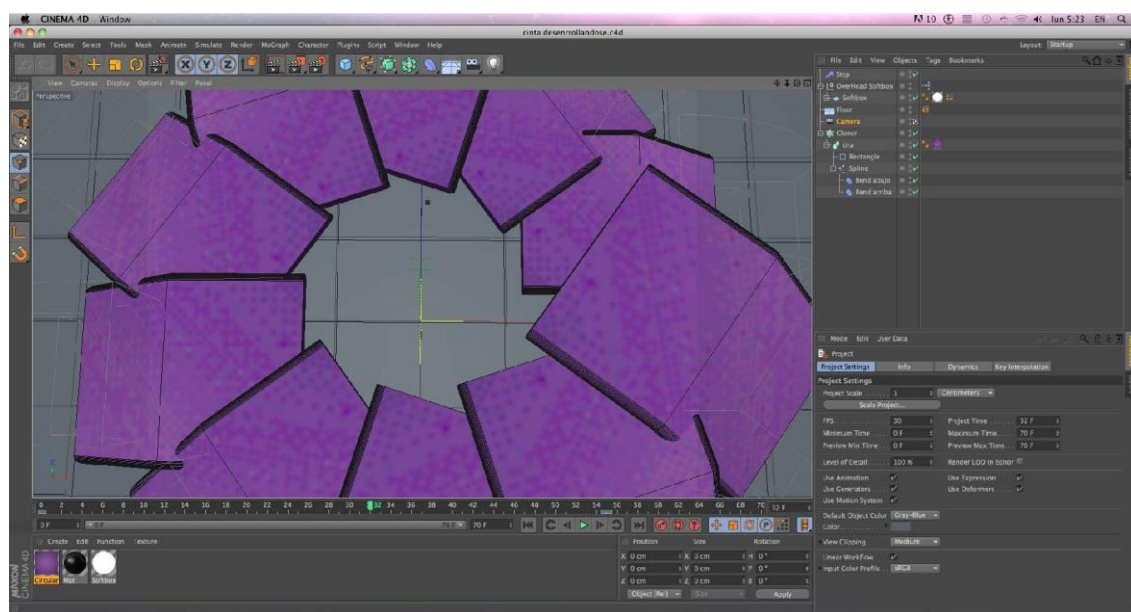 CINEMA 4D Window
10 lun 5:23
cinta desenrrollandose.c4d
File Edit Create Select Tools Mesh Animate Simulate Render MoGraph Character Plugins Script Window Help
Layout Startup
View Cameras Display Options Filter Panel
Perspective
File Edit View Objects Tags Bookmarks
Stop
OverHead Softbox
Softbox
Floor
Camera
Cloner
Rectangle
Spline
Bend abajo
Bend arriba
Mode Edit User Data
Project
Project Settings Info Dynamics Key Interpolation
Project Settings
Project Scale 1 Centimeters
Scale Project...
FPS 30 Project Time 32 F
Minimum Time 0 F Maximum Time 70 F
Preview Min Time 0 F Preview Max Time 70 F
Level of Detail 100 % Render LOD in Editor
Use Animation Use Expression
Use Generators Use Deformers
Use Motion System
Default Object Color Gray-Blue
Color
View Clipping Medium
Linear Workflow
Input Color Profile sRGB
0 2 4 6 8 10 12 14 16 18 20 22 24 26 28 30 32 34 36 38 40 42 44 46 48 50 52 54 56 58 60 62 64 66 68 70 32 F
0 F 0 F 70 F 70 F
Create Edit Function Texture
Circular Mat Softbox
Position Size Rotation
X 0 cm X 0 cm H 0 °
Y 0 cm Y 0 cm P 0 °
Z 0 cm Z 0 cm B 0 °
Object (Rel) Size Apply
MAXON
CINEMA 4D